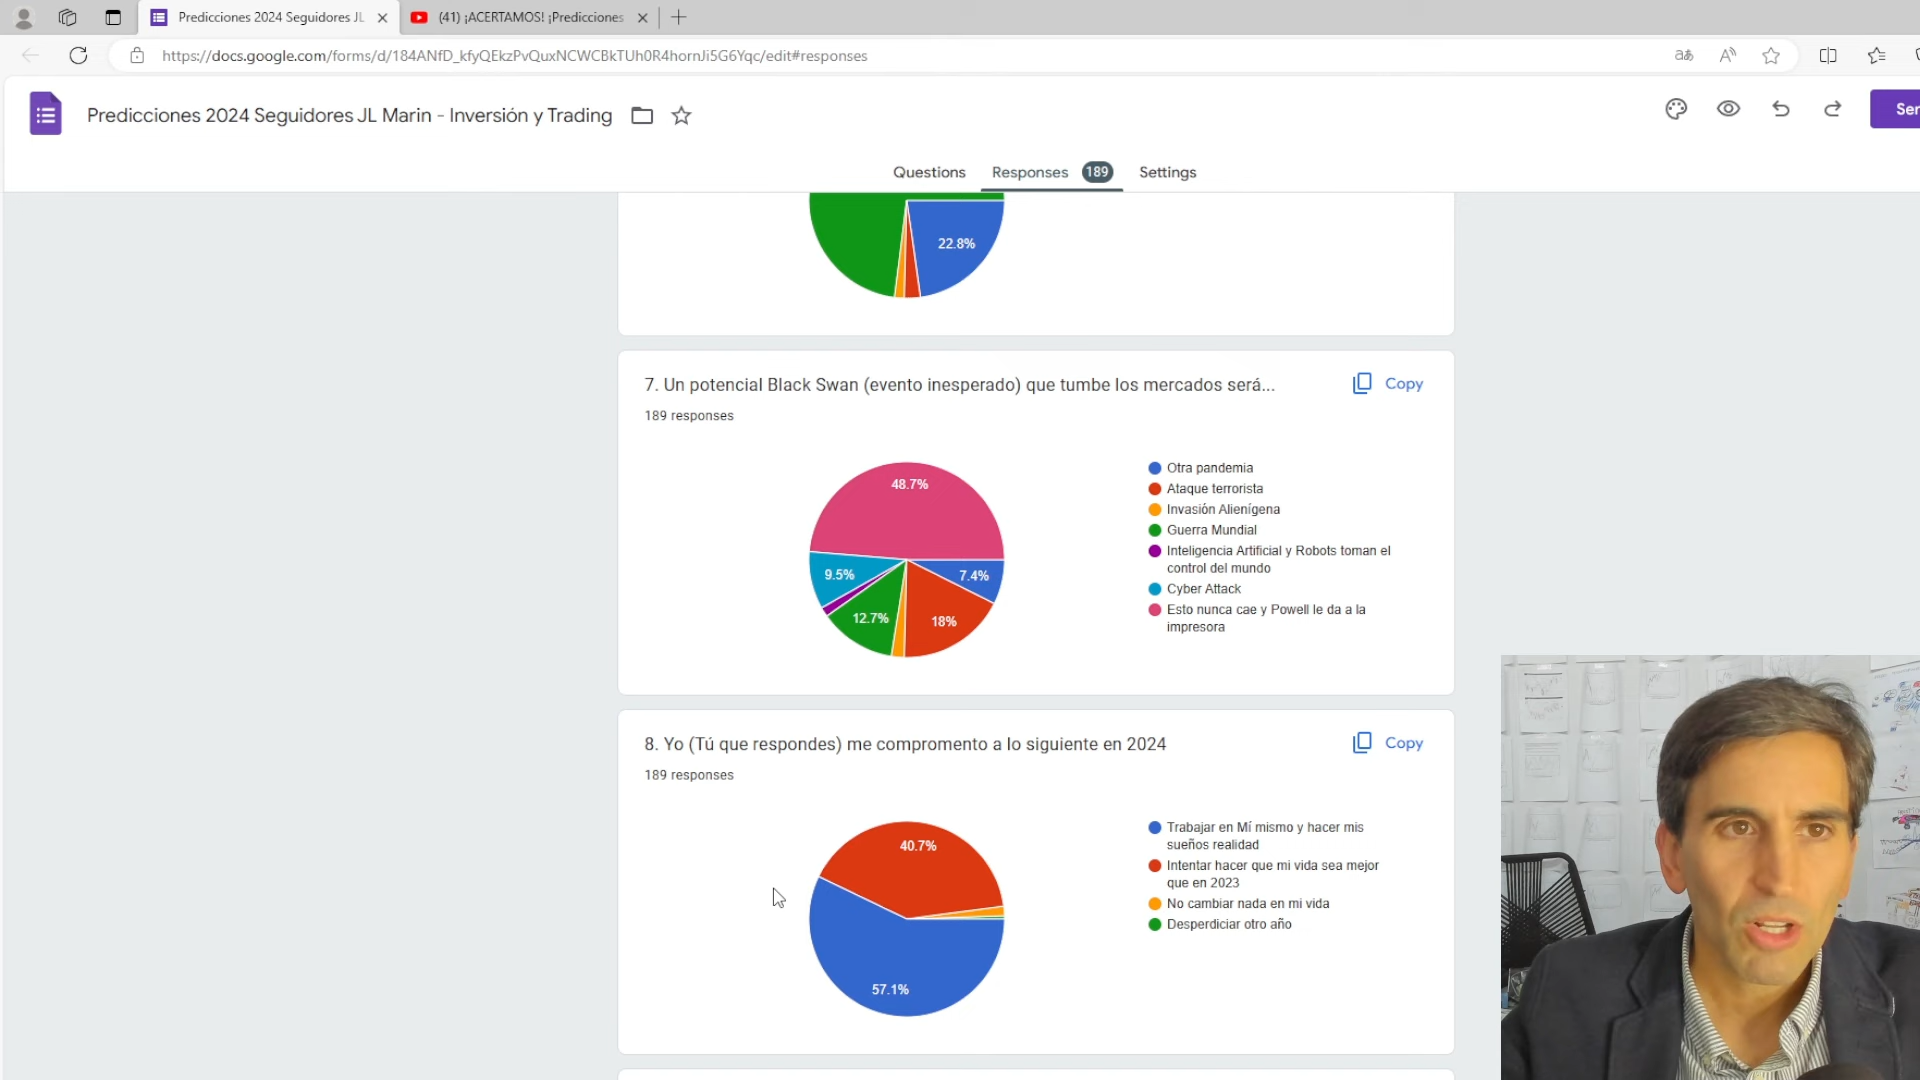 Predicciones 2024 Seguidores JL
(41) ¡ACERTAMOS! ¡Predicciones
https://docs.google.com/forms/d/184ANfD_kfyQEkzPvQuxNCWCBkTUh0R4hornJi5G6Yqc/edit#responses
Predicciones 2024 Seguidores JL Marin - Inversión y Trading
Ser
Questions
Responses 189
Settings
22.8%
7. Un potencial Black Swan (evento inesperado) que tumbe los mercados será...
Copy
189 responses
48.7%
9.5%
7.4%
12.7%
18%
Otra pandemia
Ataque terrorista
Invasión Alienígena
Guerra Mundial
Inteligencia Artificial y Robots toman el
control del mundo
Cyber Attack
Esto nunca cae y Powell le da a la
impresora
8. Yo (Tú que respondes) me compromento a lo siguiente en 2024
Copy
189 responses
40.7%
57.1%
Trabajar en Mí mismo y hacer mis
sueños realidad
Intentar hacer que mi vida sea mejor
que en 2023
No cambiar nada en mi vida
Desperdiciar otro año